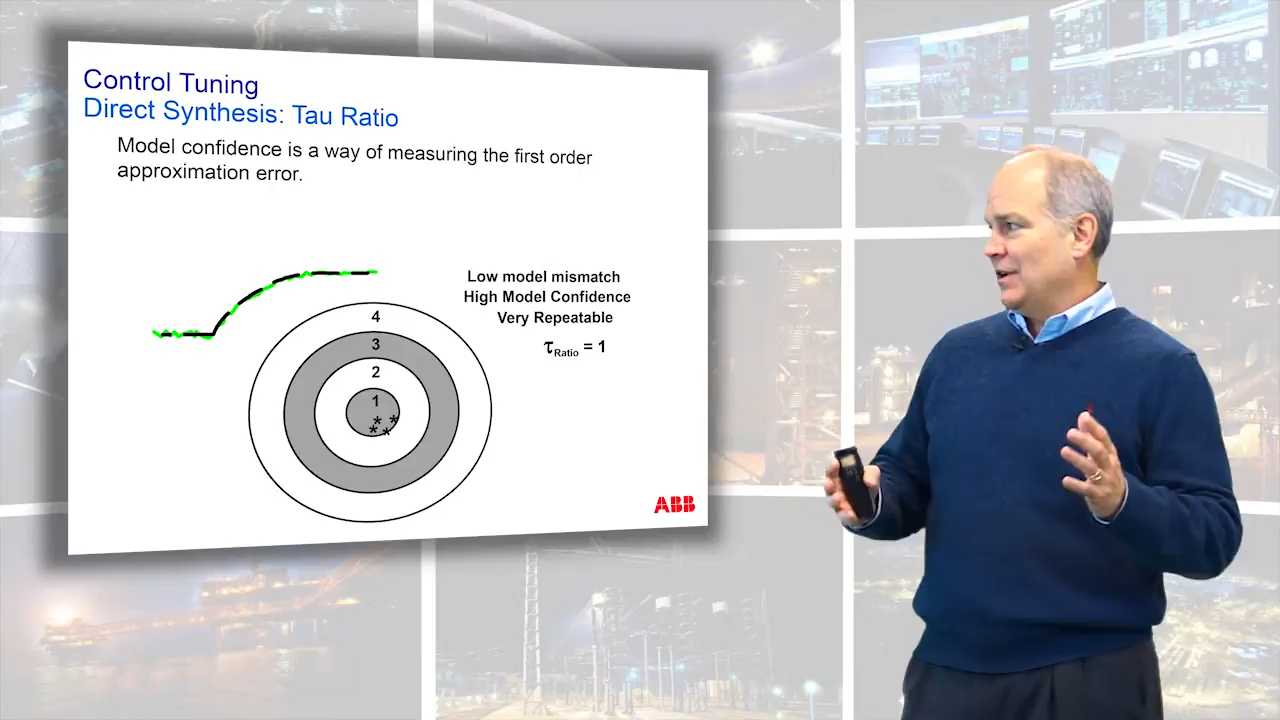 Control Tuning
Direct Synthesis: Tau Ratio
Model confidence is a way of measuring the first order
approximation error.
Low model mismatch
High Model Confidence
Very Repeatable
τRatio = 1
4
3
2
1
ABB